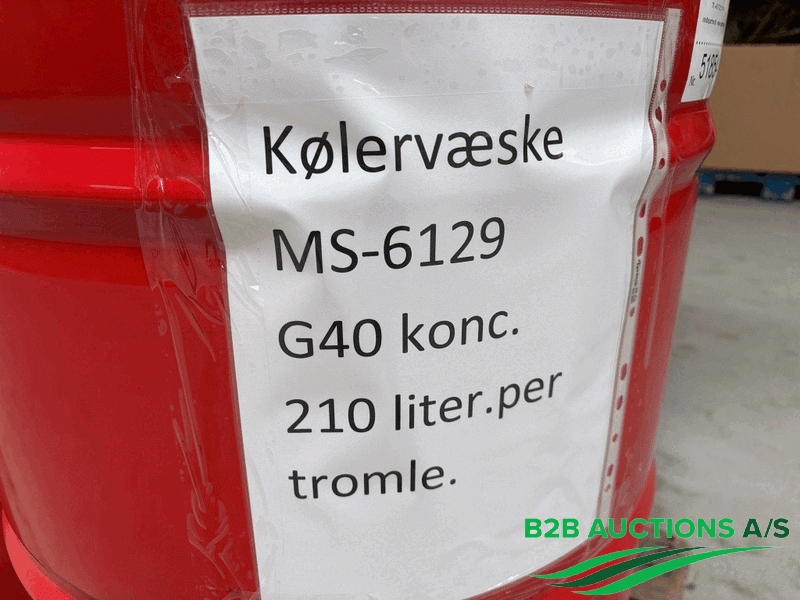 Kølervæske
MS-6129
G40 konc.
210 liter.per
tromle.
B2B AUCTIONS A/S